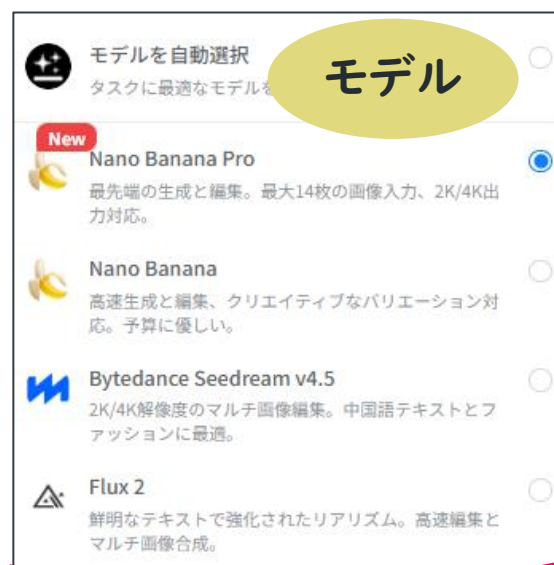 モデルを自動選択
タスクに最適なモデルを
モデル
New
Nano Banana Pro
最先端の生成と編集。最大14枚の画像入力、2K/4K出
力対応。
Nano Banana
高速生成と編集、クリエイティブなバリエーション対
応。予算に優しい。
Bytedance Seedream v4.5
2K/4K解像度のマルチ画像編集。中国語テキストとフ
ァッションに最適。
Flux 2
鮮明なテキストで強化されたリアリズム。高速編集と
マルチ画像合成。